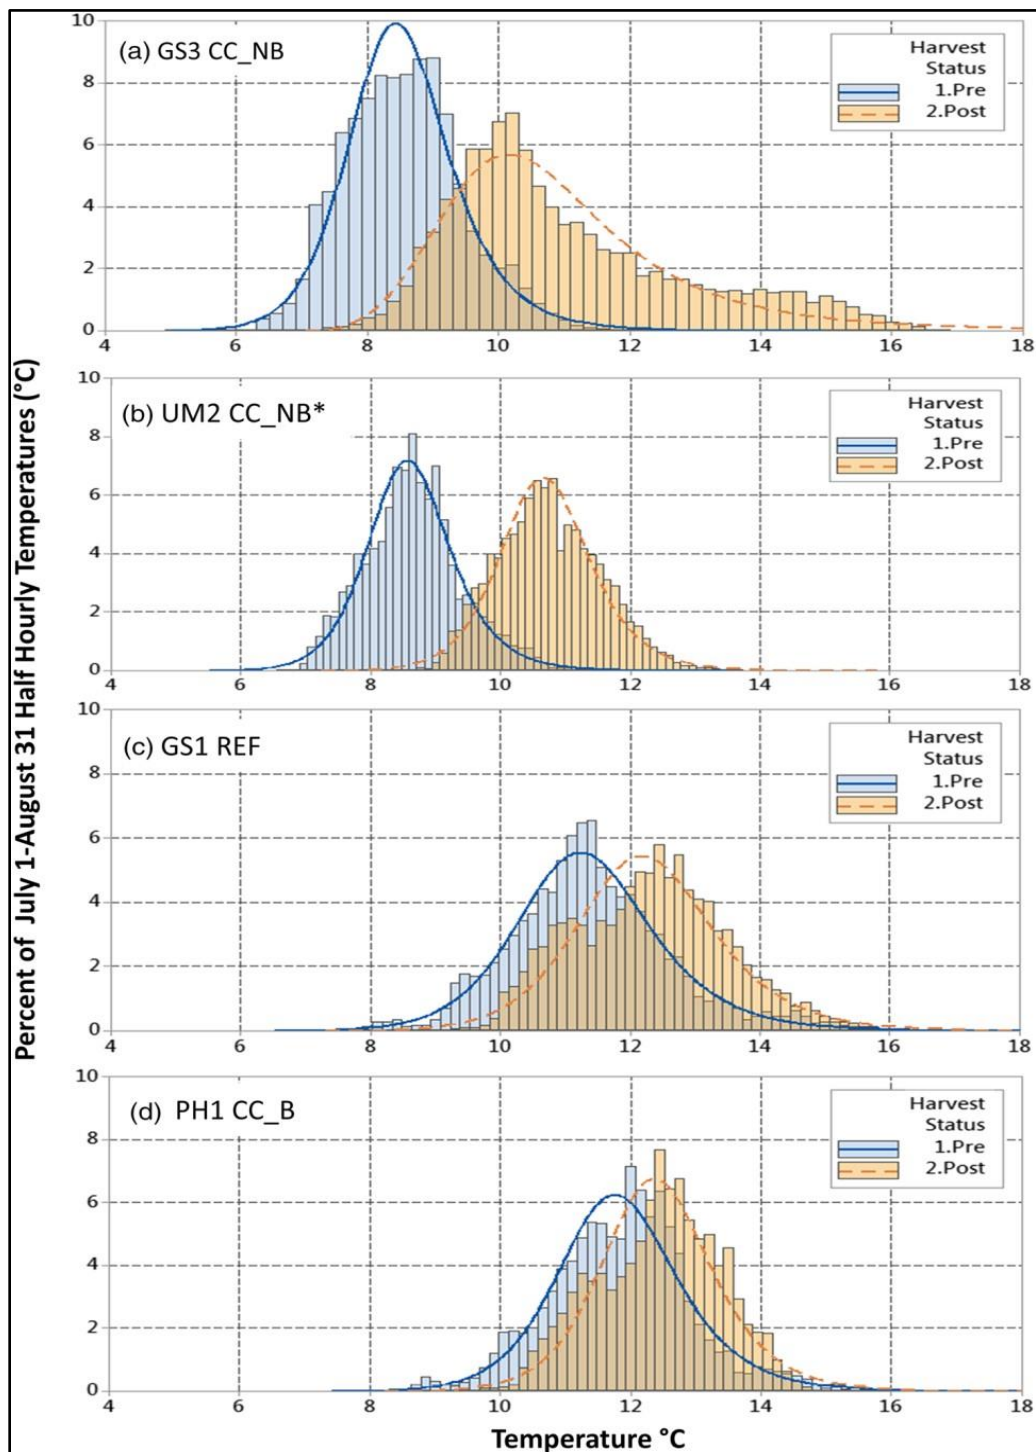 Percent of July 1-August 31 Half Hourly Temperatures (°C)
(a) GS3 CC_NB
Harvest
Status
1.Pre
2.Post
10
8
6
4
2
0
4 6 8 10 12 14 16 18
(b) UM2 CC_NB*
Harvest
Status
1.Pre
2.Post
10
8
6
4
2
0
4 6 8 10 12 14 16 18
(c) GS1 REF
Harvest
Status
1.Pre
2.Post
10
8
6
4
2
0
4 6 8 10 12 14 16 18
(d) PH1 CC_B
Harvest
Status
1.Pre
2.Post
10
8
6
4
2
0
4 6 8 10 12 14 16 18
Temperature °C